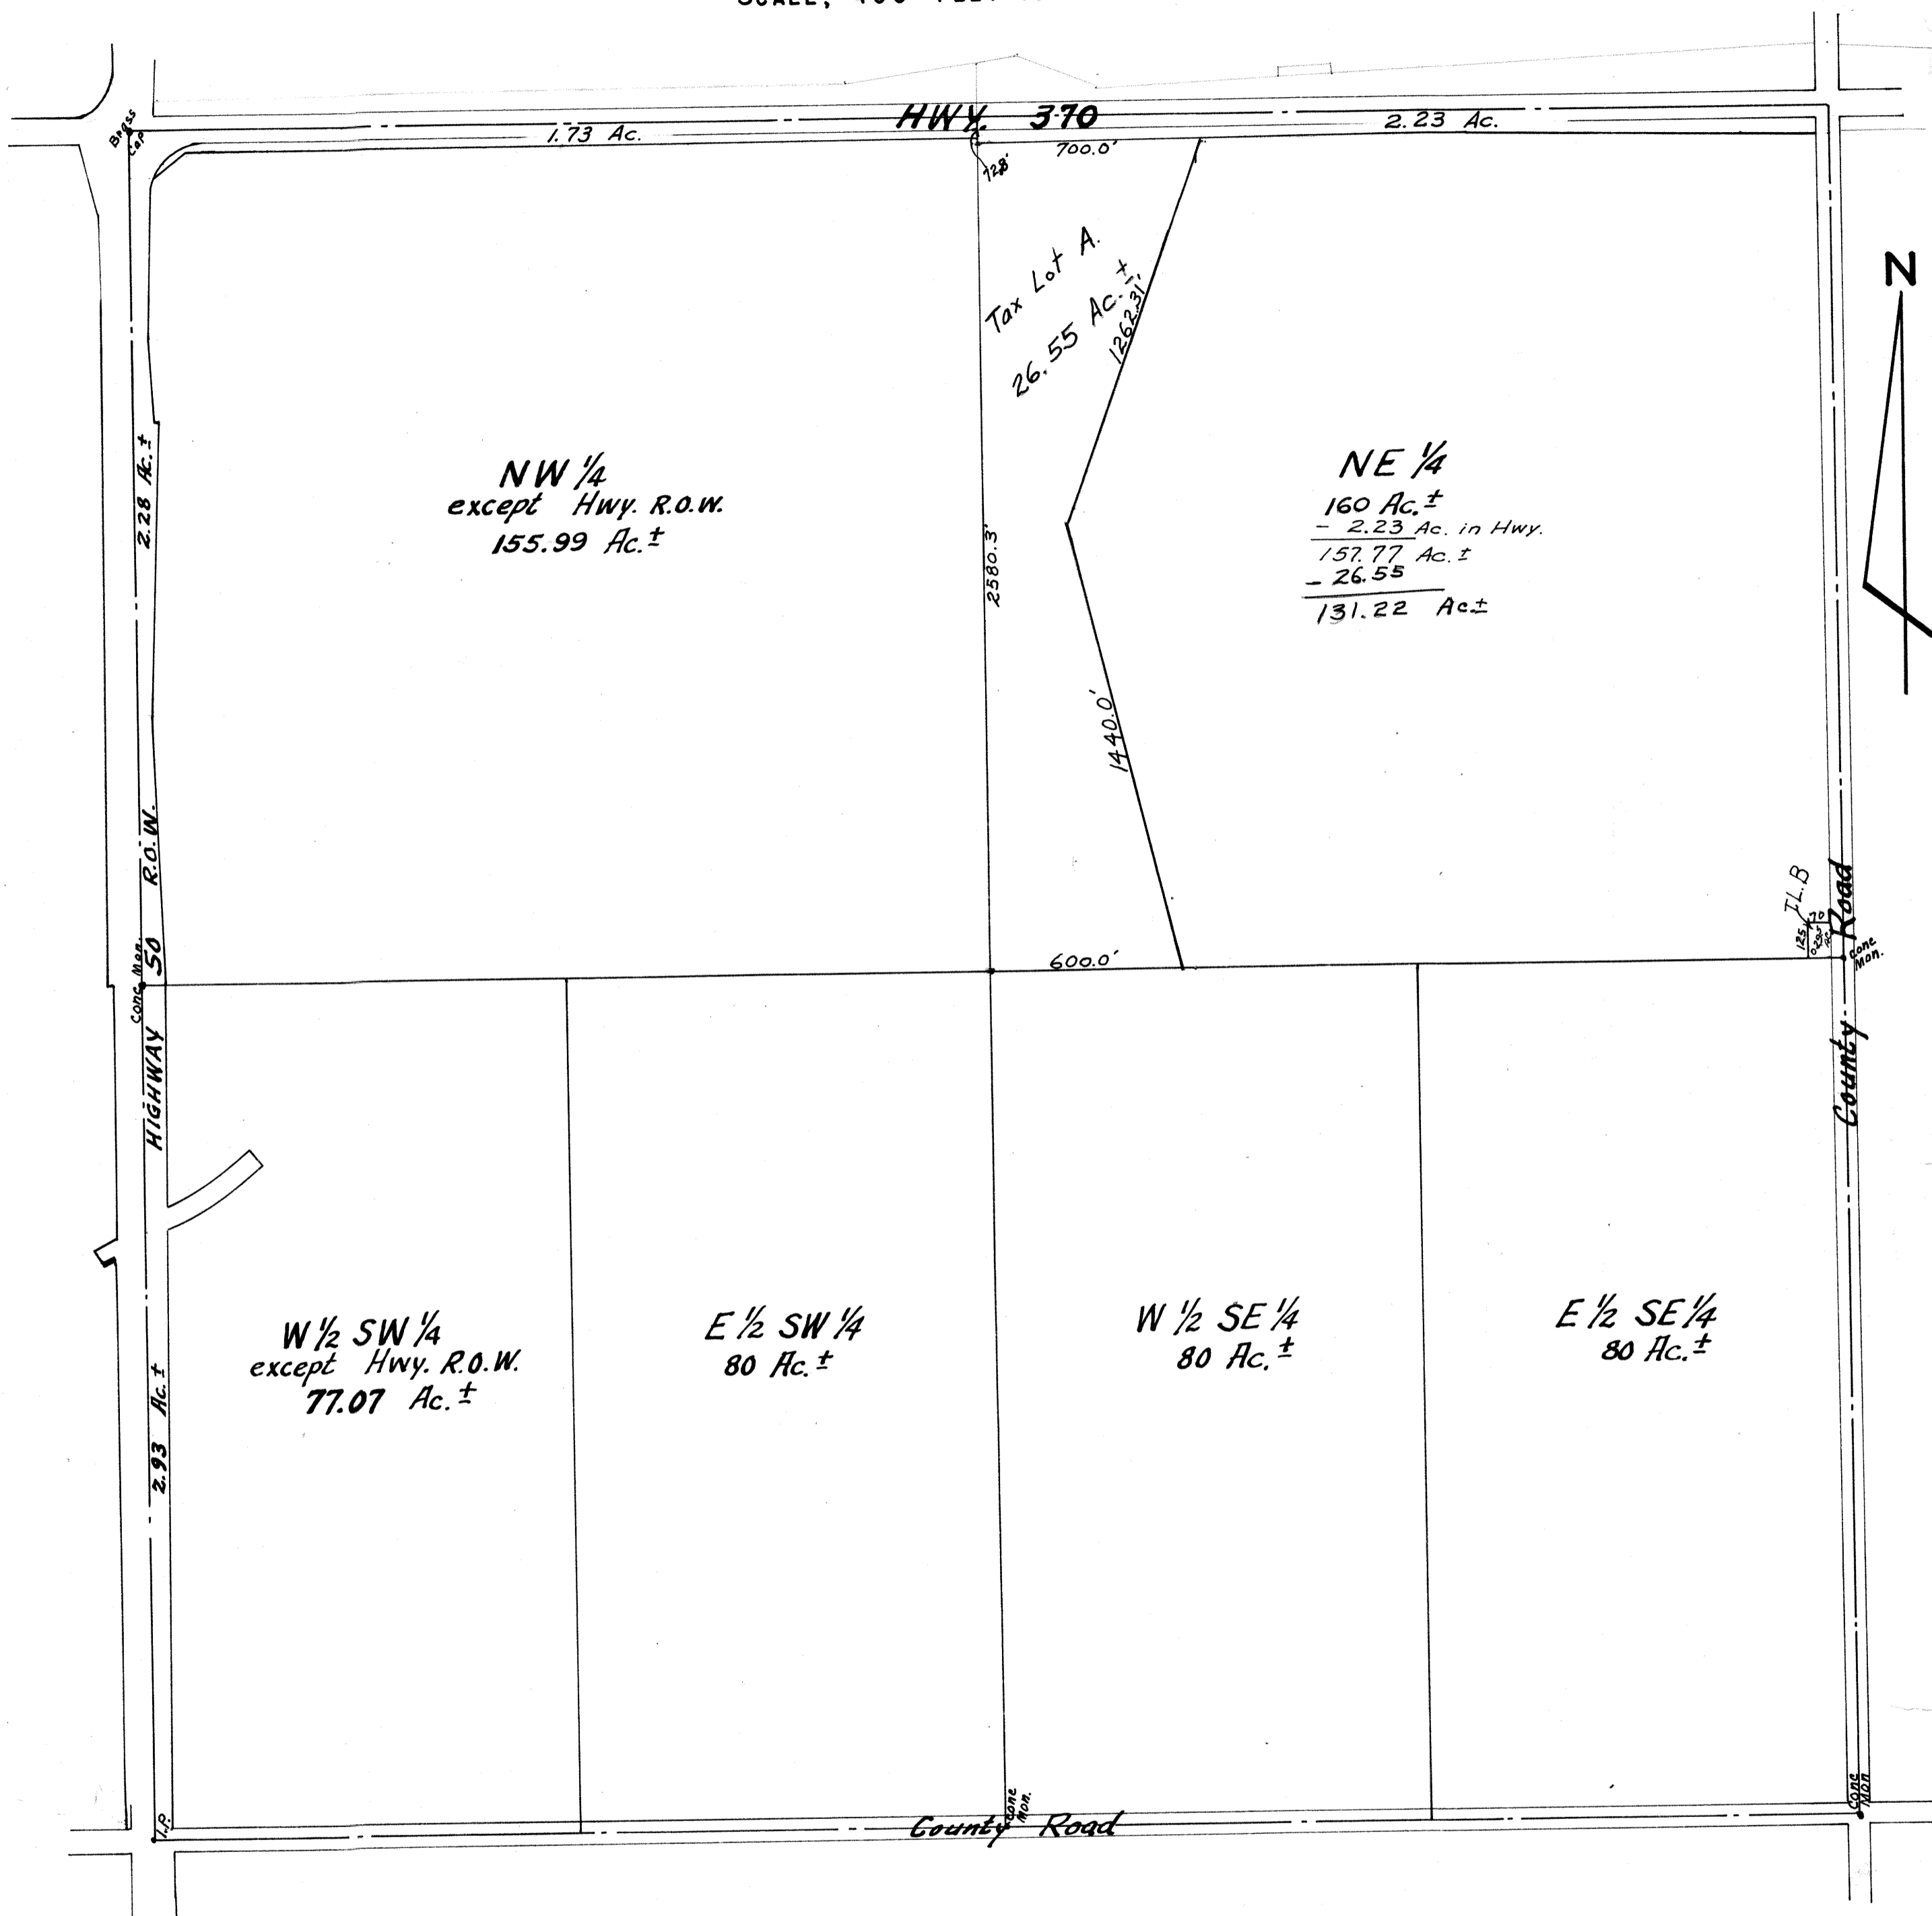 HWY. 370
1.73 Ac.
2.23 Ac.
Brass
Cap
700.0'
Tax Lot A.
26.55 Ac. ±
1262.31'
N
2.28 Ac. ±
NW ¼
except Hwy. R.O.W.
155.99 Ac. ±
2580.3'
NE ¼
160 Ac. ±
- 2.23 Ac. in Hwy.
157.77 Ac. ±
- 26.55
131.22 Ac ±
1440.0'
HIGHWAY 50 R.O.W.
Conc. Mon.
600.0'
T.L.B
70
125
County Road
Conc
Mon.
W ½ SW ¼
except Hwy. R.O.W.
77.07 Ac. ±
E ½ SW ¼
80 Ac. ±
W ½ SE ¼
80 Ac. ±
E ½ SE ¼
80 Ac. ±
2.93 Ac. ±
I.P.
Conc
Mon.
County Road
Conc
Mon